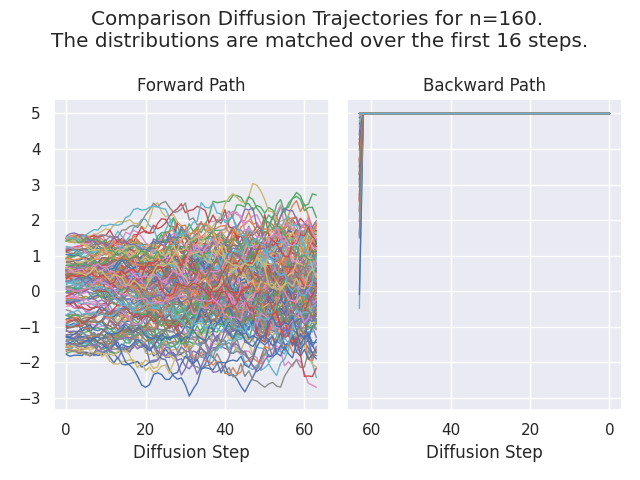 Comparison Diffusion Trajectories for n=160.
The distributions are matched over the first 16 steps.
Forward Path
Backward Path
5
4
3
2
1
0
−1
−2
−3
0 20 40 60
60 40 20 0
Diffusion Step
Diffusion Step